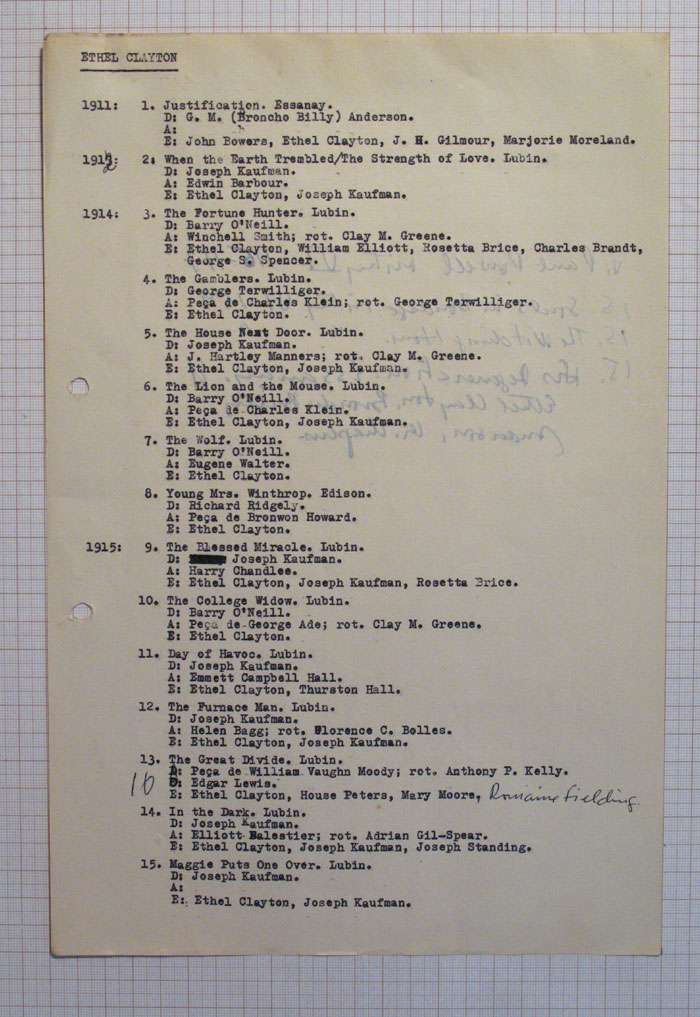 ETHEL CLAYTON
1911: 1. Justification. Essanay.
D: G. M. (Broncho Billy) Anderson.
A:
E: John Bowers, Ethel Clayton, J. H. Gilmour, Marjorie Moreland.
1912: 2. When the Earth Trembled/The Strength of Love. Lubin.
D: Joseph Kaufman.
A: Edwin Barbour.
E: Ethel Clayton, Joseph Kaufman.
1914: 3. The Fortune Hunter. Lubin.
D: Barry O'Neill.
A: Winchell Smith; rot. Clay M. Greene.
E: Ethel Clayton, William Elliott, Rosetta Brice, Charles Brandt,
George S. Spencer.
4. The Gamblers. Lubin.
D: George Terwilliger.
A: Peça de Charles Klein; rot. George Terwilliger.
E: Ethel Clayton.
5. The House Next Door. Lubin.
D: Joseph Kaufman.
A: J. Hartley Manners; rot. Clay M. Greene.
E: Ethel Clayton, Joseph Kaufman.
6. The Lion and the Mouse. Lubin.
D: Barry O'Neill.
A: Peça de Charles Klein.
E: Ethel Clayton, Joseph Kaufman.
7. The Wolf. Lubin.
D: Barry O'Neill.
A: Eugene Walter.
E: Ethel Clayton.
8. Young Mrs. Winthrop. Edison.
D: Richard Ridgely.
A: Peça de Bronwon Howard.
E: Ethel Clayton.
1915: 9. The Blessed Miracle. Lubin.
D: Joseph Kaufman.
A: Harry Chandlee.
E: Ethel Clayton, Joseph Kaufman, Rosetta Brice.
10. The College Widow. Lubin.
D: Barry O'Neill.
A: Peça de George Ade; rot. Clay M. Greene.
E: Ethel Clayton.
11. Day of Havoc. Lubin.
D: Joseph Kaufman.
A: Emmett Campbell Hall.
E: Ethel Clayton, Thurston Hall.
12. The Furnace Man. Lubin.
D: Joseph Kaufman.
A: Helen Bagg; rot. Florence C. Bolles.
E: Ethel Clayton, Joseph Kaufman.
13. The Great Divide. Lubin.
A: Peça de William Vaughn Moody; rot. Anthony P. Kelly.
16 D: Edgar Lewis.
E: Ethel Clayton, House Peters, Mary Moore, Romaine Fielding.
14. In the Dark. Lubin.
D: Joseph Kaufman.
A: Elliott Balestier; rot. Adrian Gil-Spear.
E: Ethel Clayton, Joseph Kaufman, Joseph Standing.
15. Maggie Puts One Over. Lubin.
D: Joseph Kaufman.
A:
E: Ethel Clayton, Joseph Kaufman.